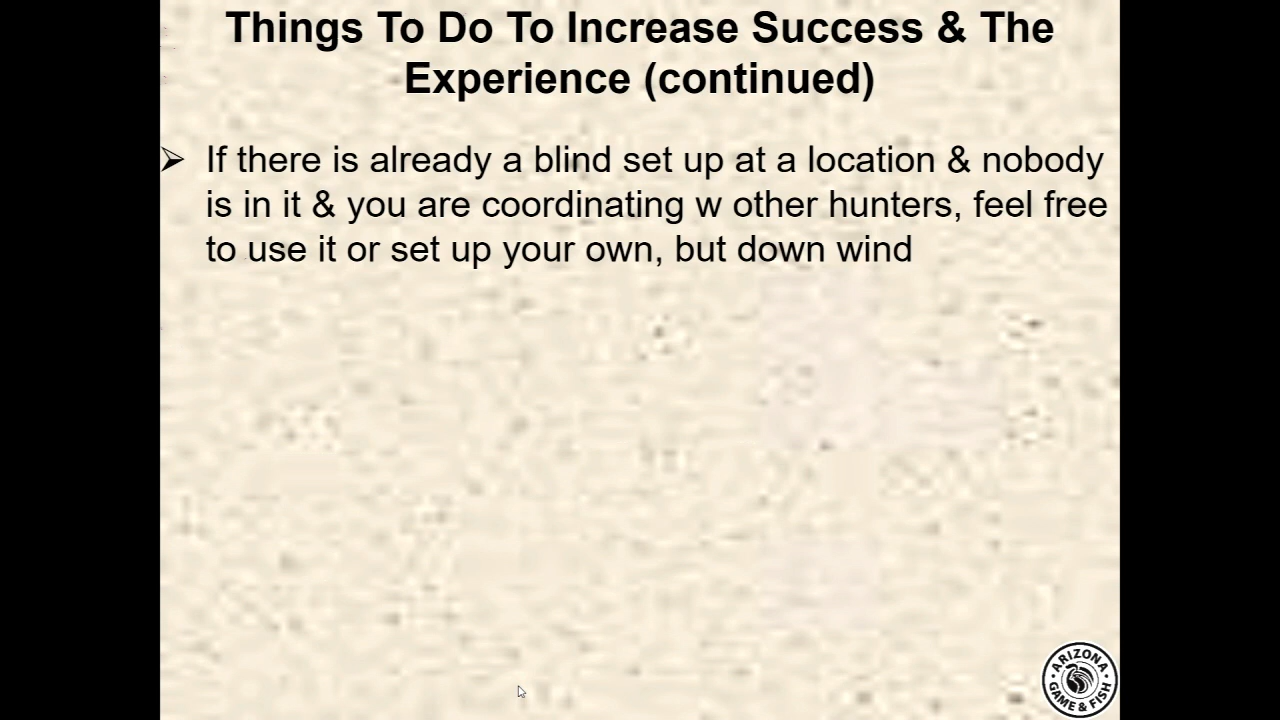 Things To Do To Increase Success & The
Experience (continued)
➢ If there is already a blind set up at a location & nobody
is in it & you are coordinating w other hunters, feel free
to use it or set up your own, but down wind
ARIZONA
GAME & FISH